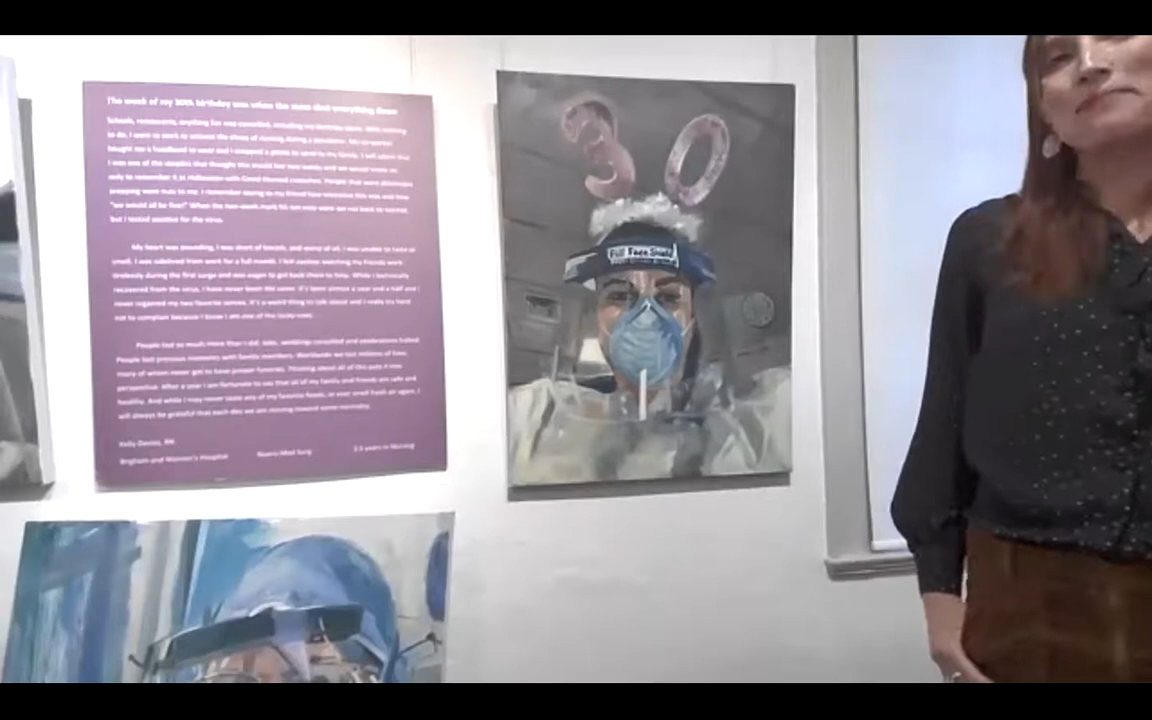 The week of my 30th birthday was when the state shut everything down
Schools, restaurants, anything fun was cancelled, including my birthday plans. With nothing
to do, I went to work to witness the chaos of nursing during a pandemic. My co-worker
bought me a headband to wear and I snapped a photo to send to my family. I will admit that
I was one of the skeptics that thought this would last two weeks and we would move on,
only to remember it at Halloween with Covid themed costumes. People that were
prepping were nuts to me. I remember saying to my friend how excessive this was and how
"we would all be fine!" When the two-week mark hit not only were we not back to normal
but I tested positive for the virus.
My heart was pounding, I was short of breath, and worst of all, I was unable to taste or
smell. I was sidelined from work for a full month. I felt useless watching my friends work
tirelessly during the first surge and was eager to get back there to help. While I technically
recovered from the virus, I have never been the same. It's been almost a year and a half and I
never regained my two favorite senses. It's a weird thing to talk about and I really try hard
not to complain because I know I am one of the lucky ones.
People lost so much more than I did. Jobs, weddings cancelled and celebrations halted.
People lost precious moments with family members. Worldwide we lost millions of lives,
many of whom never got to have proper funerals. Thinking about all of this puts it into
perspective. After a year I am fortunate to say that all of my family and friends are safe and
healthy. And while I may never taste any of my favorite foods, or ever smell fresh air again, I
will always be grateful that each day we are moving toward some normalcy.
Kelly Davies, RN
Brigham and Women's Hospital Neuro Med Surg 3.5 years in Nursing
30
Full Face Shield